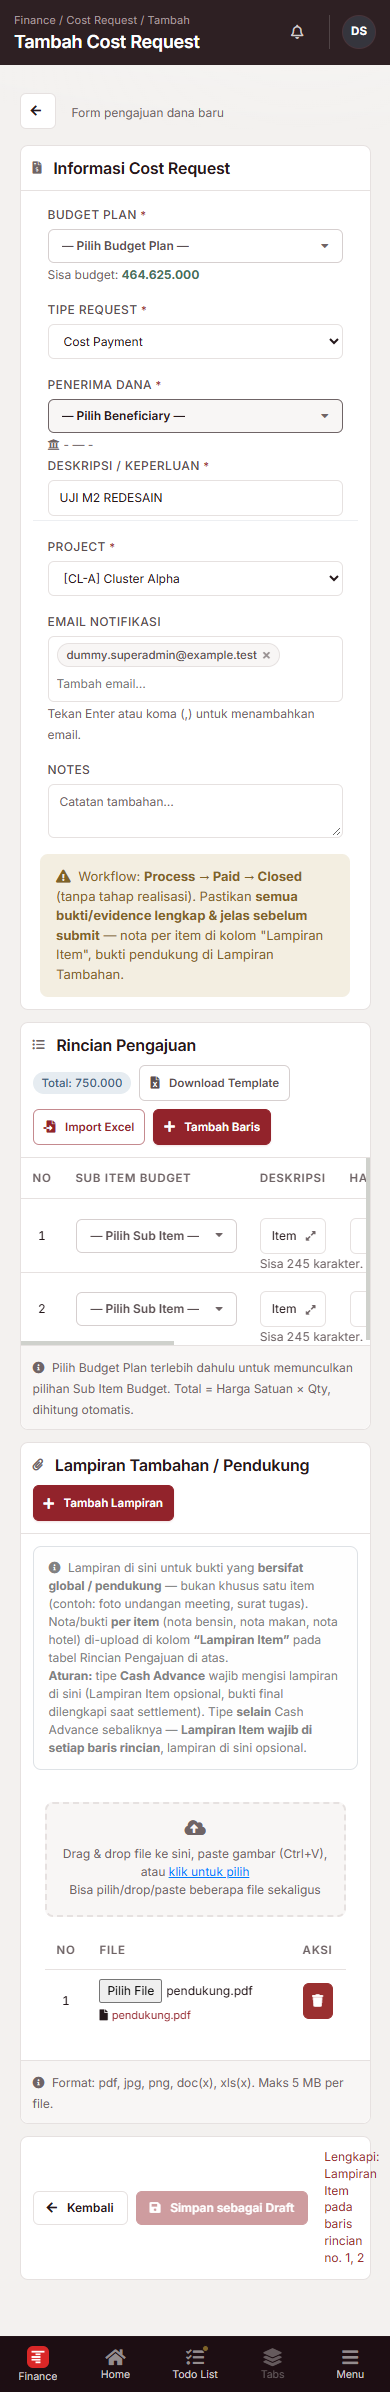 Finance / Cost Request / Tambah
Tambah Cost Request
DS
Form pengajuan dana baru
Informasi Cost Request
BUDGET PLAN *
— Pilih Budget Plan —
Sisa budget: 464.625.000
TIPE REQUEST *
Cost Payment
PENERIMA DANA *
— Pilih Beneficiary —
- — -
DESKRIPSI / KEPERLUAN *
UJI M2 REDESAIN
PROJECT *
[CL-A] Cluster Alpha
EMAIL NOTIFIKASI
dummy.superadmin@example.test ×
Tambah email...
Tekan Enter atau koma (,) untuk menambahkan
email.
NOTES
Catatan tambahan...
Workflow: Process → Paid → Closed
(tanpa tahap realisasi). Pastikan semua
bukti/evidence lengkap & jelas sebelum
submit — nota per item di kolom "Lampiran
Item", bukti pendukung di Lampiran
Tambahan.
Rincian Pengajuan
Total: 750.000
Download Template
Import Excel
Tambah Baris
NO SUB ITEM BUDGET DESKRIPSI HA
1 — Pilih Sub Item — Item
Sisa 245 karakter.
2 — Pilih Sub Item — Item
Sisa 245 karakter.
Pilih Budget Plan terlebih dahulu untuk memunculkan
pilihan Sub Item Budget. Total = Harga Satuan × Qty,
dihitung otomatis.
Lampiran Tambahan / Pendukung
Tambah Lampiran
Lampiran di sini untuk bukti yang bersifat
global / pendukung — bukan khusus satu item
(contoh: foto undangan meeting, surat tugas).
Nota/bukti per item (nota bensin, nota makan, nota
hotel) di-upload di kolom “Lampiran Item” pada
tabel Rincian Pengajuan di atas.
Aturan: tipe Cash Advance wajib mengisi lampiran
di sini (Lampiran Item opsional, bukti final
dilengkapi saat settlement). Tipe selain Cash
Advance sebaliknya — Lampiran Item wajib di
setiap baris rincian, lampiran di sini opsional.
Drag & drop file ke sini, paste gambar (Ctrl+V),
atau klik untuk pilih
Bisa pilih/drop/paste beberapa file sekaligus
NO FILE AKSI
1 Pilih File pendukung.pdf
pendukung.pdf
Format: pdf, jpg, png, doc(x), xls(x). Maks 5 MB per
file.
Kembali
Simpan sebagai Draft
Lengkapi:
Lampiran
Item
pada
baris
rincian
no. 1, 2
Finance Home Todo List Tabs Menu